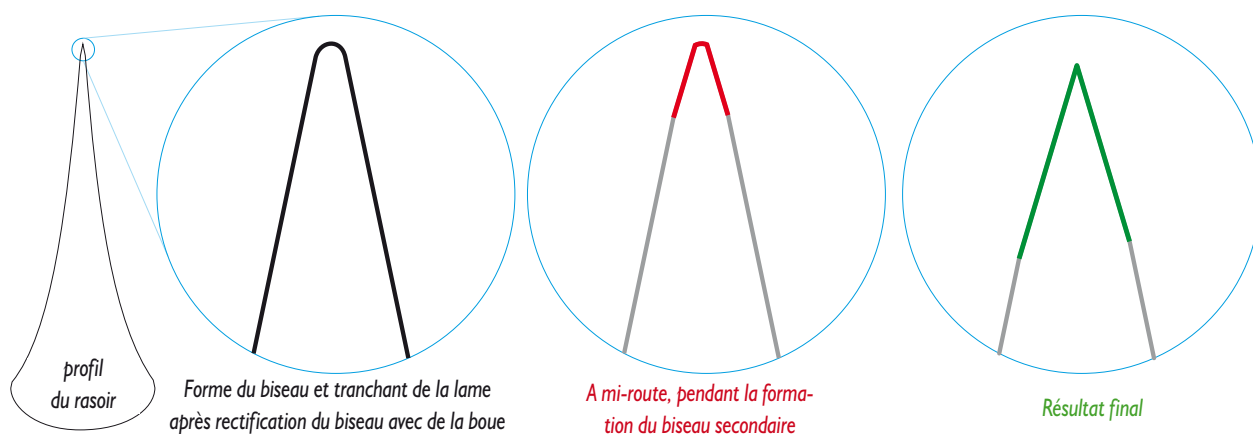 profil
du rasoir
Forme du biseau et tranchant de la lame
après rectification du biseau avec de la boue
A mi-route, pendant la forma-
tion du biseau secondaire
Résultat final